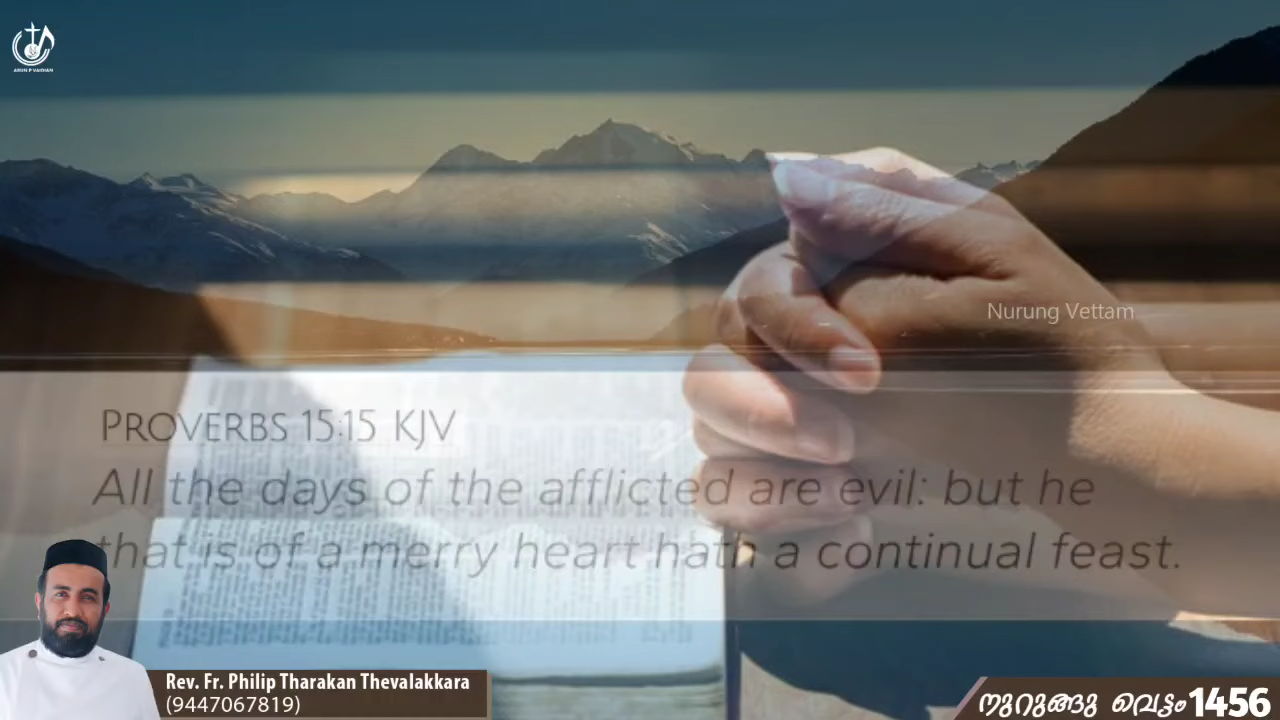 ARUN P VAIDIAN
Nurung Vettam
PROVERBS 15:15 KJV
All the days of the afflicted are evil: but he
that is of a merry heart hath a continual feast.
Rev. Fr. Philip Tharakan Thevalakkara
(9447067819)
നുറുങ്ങു വെട്ടം 1456